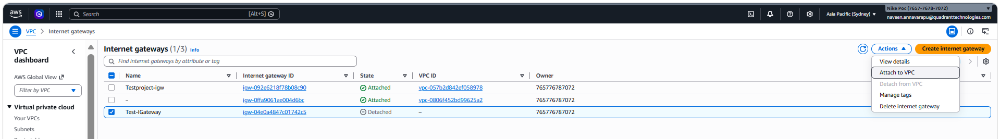 aws
Search [Alt+S]
Asia Pacific (Sydney) ▼
Nike Poc (7657-7678-7072) ▼
naveen.annavarapu@quadranttechnologies.com
VPC > Internet gateways
VPC dashboard
AWS Global View
Filter by VPC
Virtual private cloud
Your VPCs
Subnets
Internet gateways (1/3) Info
Actions
Create internet gateway
Find internet gateways by attribute or tag
View details
Attach to VPC
Detach from VPC
Manage tags
Delete internet gateway
Name Internet gateway ID State VPC ID Owner
Testproject-igw igw-092e6218f78b08c90 Attached vpc-057b2d842ef058978 765776787072
– igw-0ffa9061ae004d6bc Attached vpc-0806f452bd99625a2 765776787072
Test-IGateway igw-04e0a4847c01742c5 Detached – 765776787072